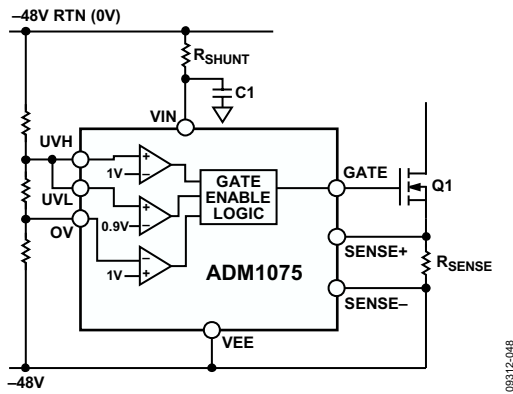 –48V RTN (0V)
RSHUNT
C1
VIN
UVH
1V
GATE
ENABLE
LOGIC
GATE
Q1
UVL
0.9V
OV
1V
ADM1075
SENSE+
RSENSE
SENSE–
VEE
–48V
09312-048
+
–
+
–
–
+